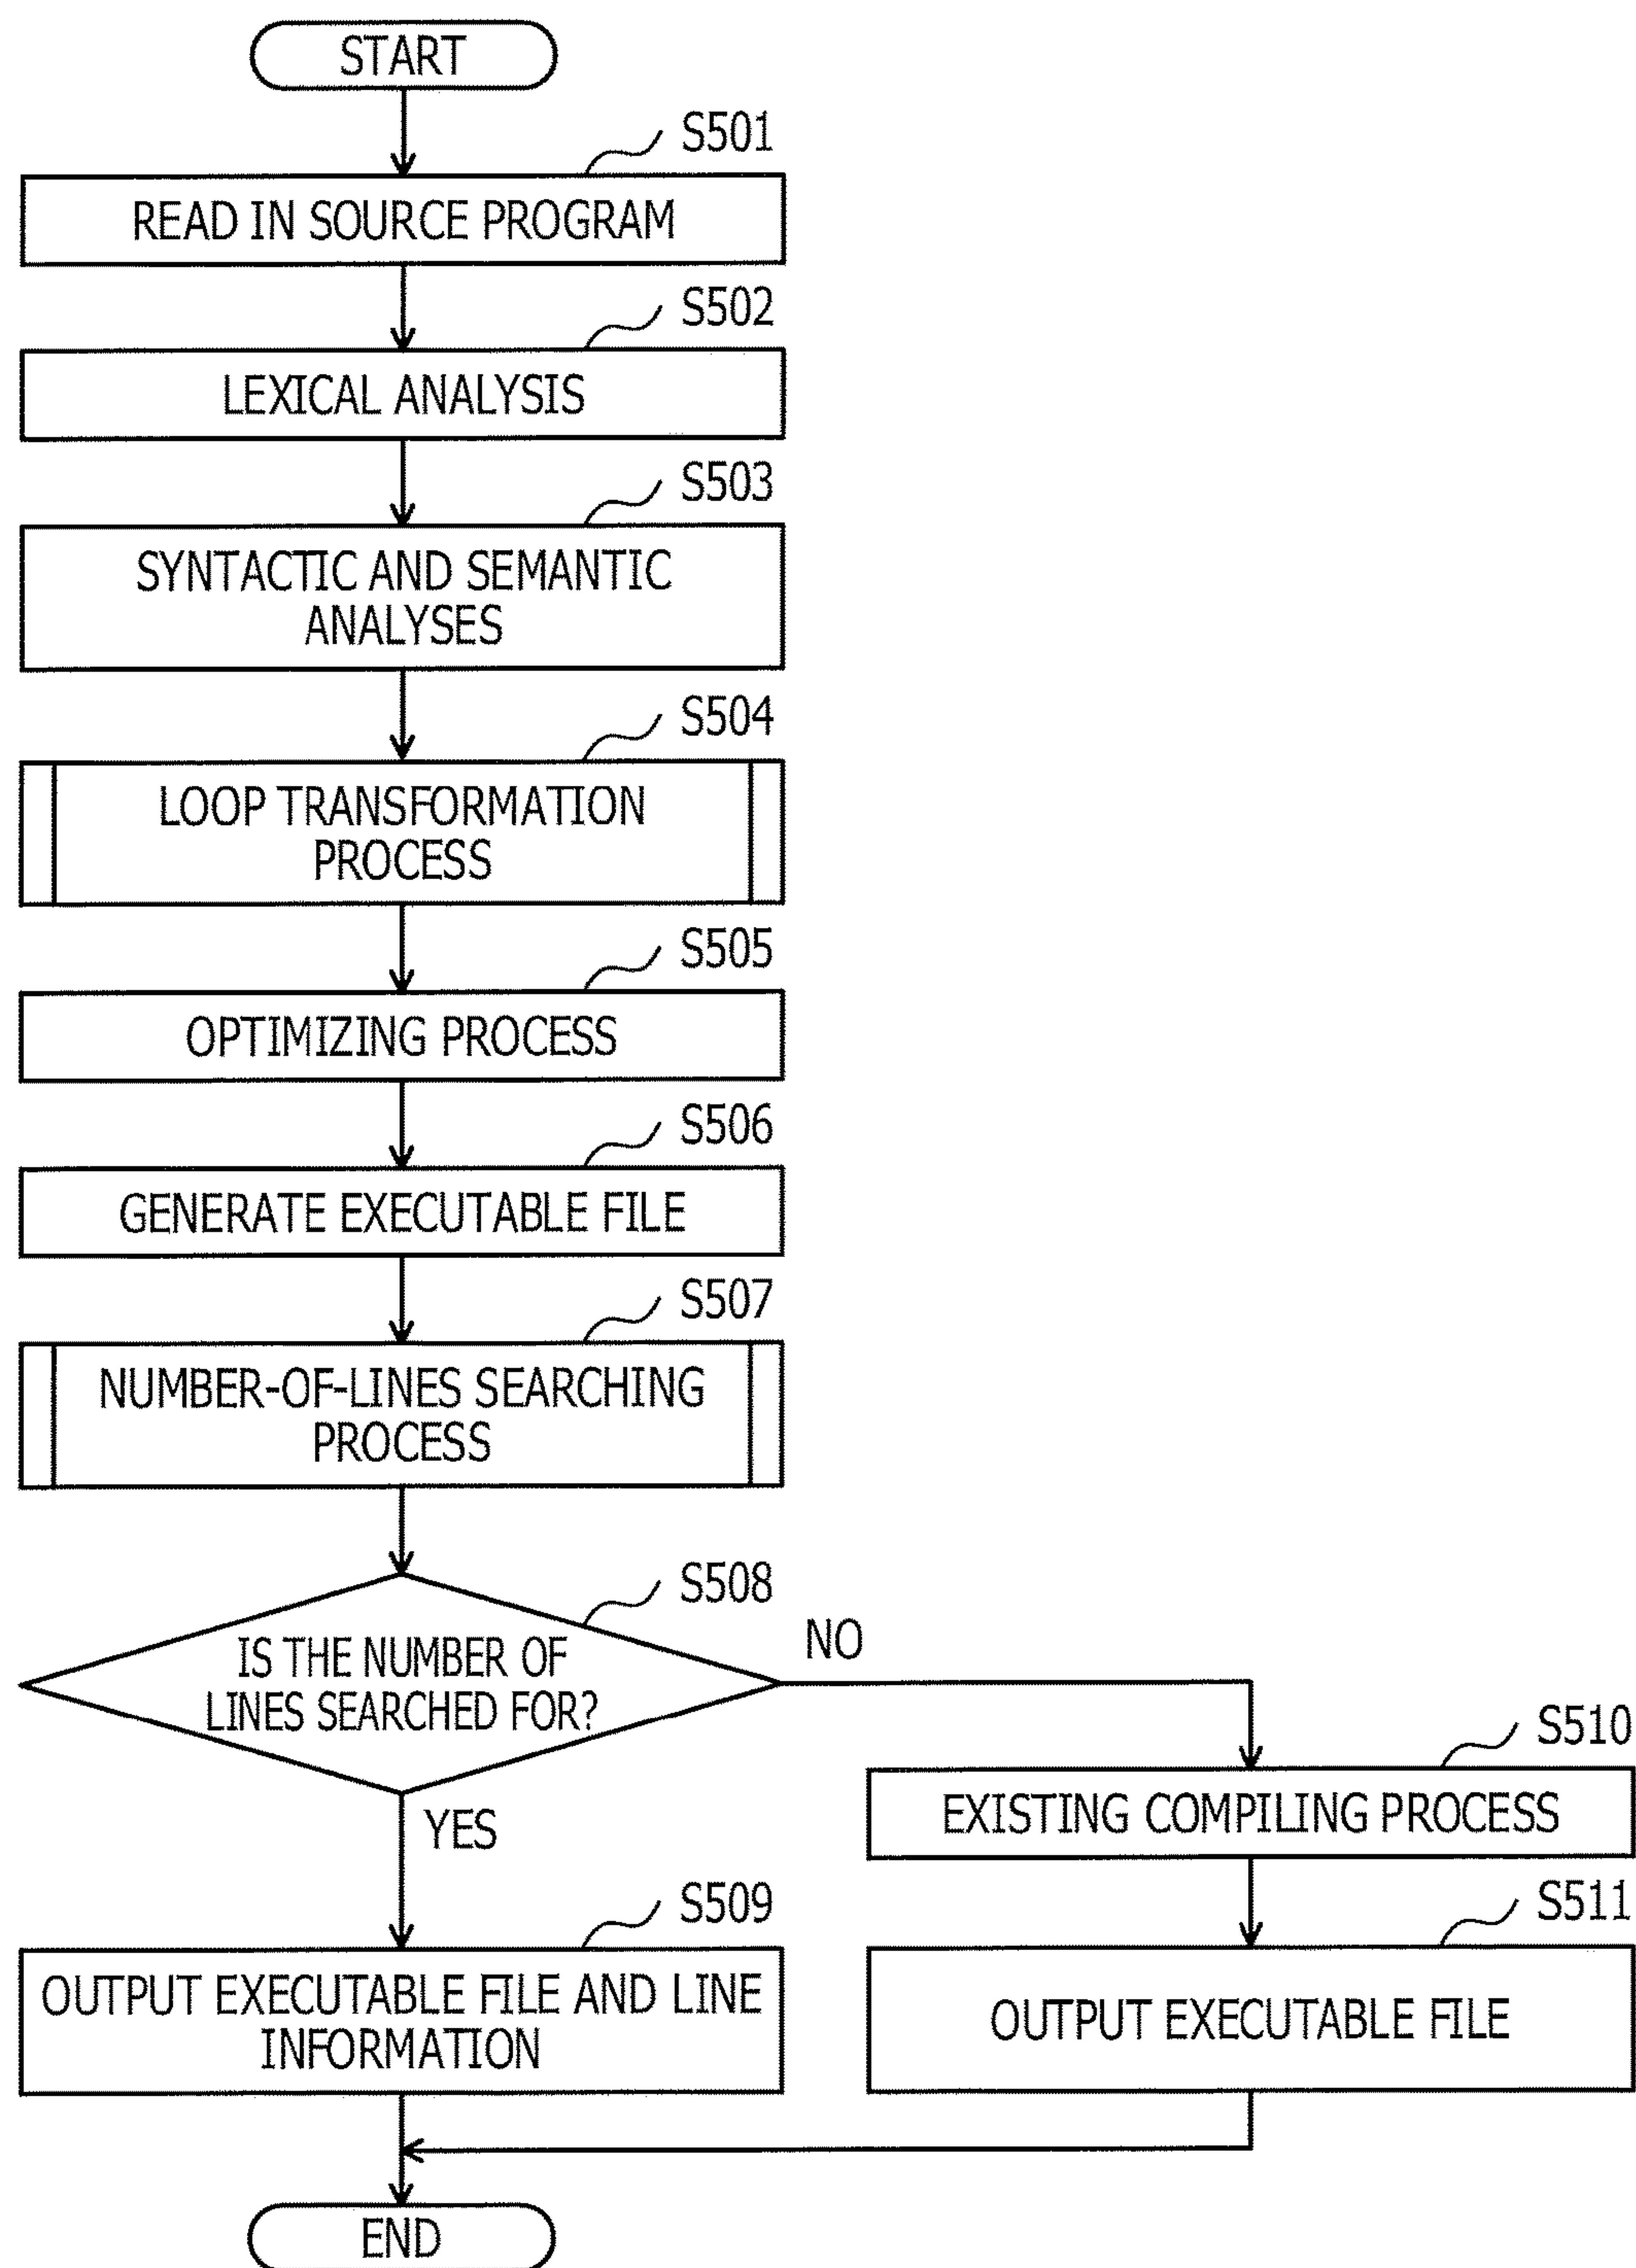 START
S501
READ IN SOURCE PROGRAM
S502
LEXICAL ANALYSIS
S503
SYNTACTIC AND SEMANTIC
ANALYSES
S504
LOOP TRANSFORMATION
PROCESS
S505
OPTIMIZING PROCESS
S506
GENERATE EXECUTABLE FILE
S507
NUMBER-OF-LINES SEARCHING
PROCESS
S508
IS THE NUMBER OF
LINES SEARCHED FOR?
NO
YES
S510
EXISTING COMPILING PROCESS
S509
OUTPUT EXECUTABLE FILE AND LINE
INFORMATION
S511
OUTPUT EXECUTABLE FILE
END